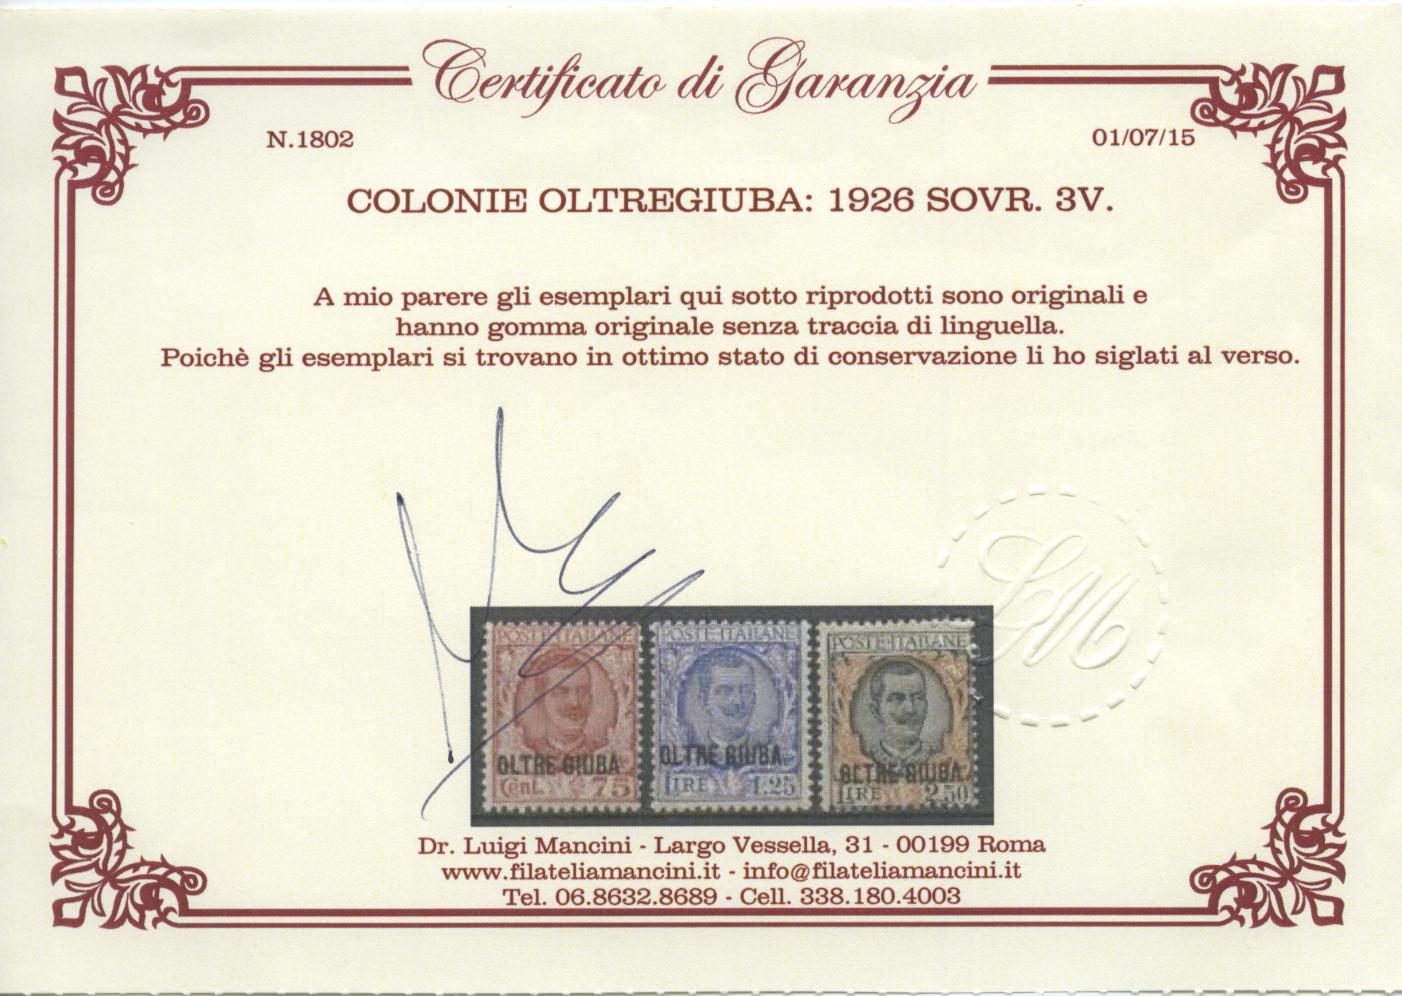 Certificato di Garanzia
N.1802
01/07/15
COLONIE OLTREGIUBA: 1926 SOVR. 3V.
A mio parere gli esemplari qui sotto riprodotti sono originali e
hanno gomma originale senza traccia di linguella.
Poichè gli esemplari si trovano in ottimo stato di conservazione li ho siglati al verso.
LM
POSTE ITALIANE POSTE ITALIANE POSTE ITALIANE
OLTRE GIUBA OLTRE GIUBA OLTRE GIUBA
Cent. 75 LIRE 1.25 LIRE 2.50
Dr. Luigi Mancini - Largo Vessella, 31 - 00199 Roma
www.filateliamancini.it - info@filateliamancini.it
Tel. 06.8632.8689 - Cell. 338.180.4003